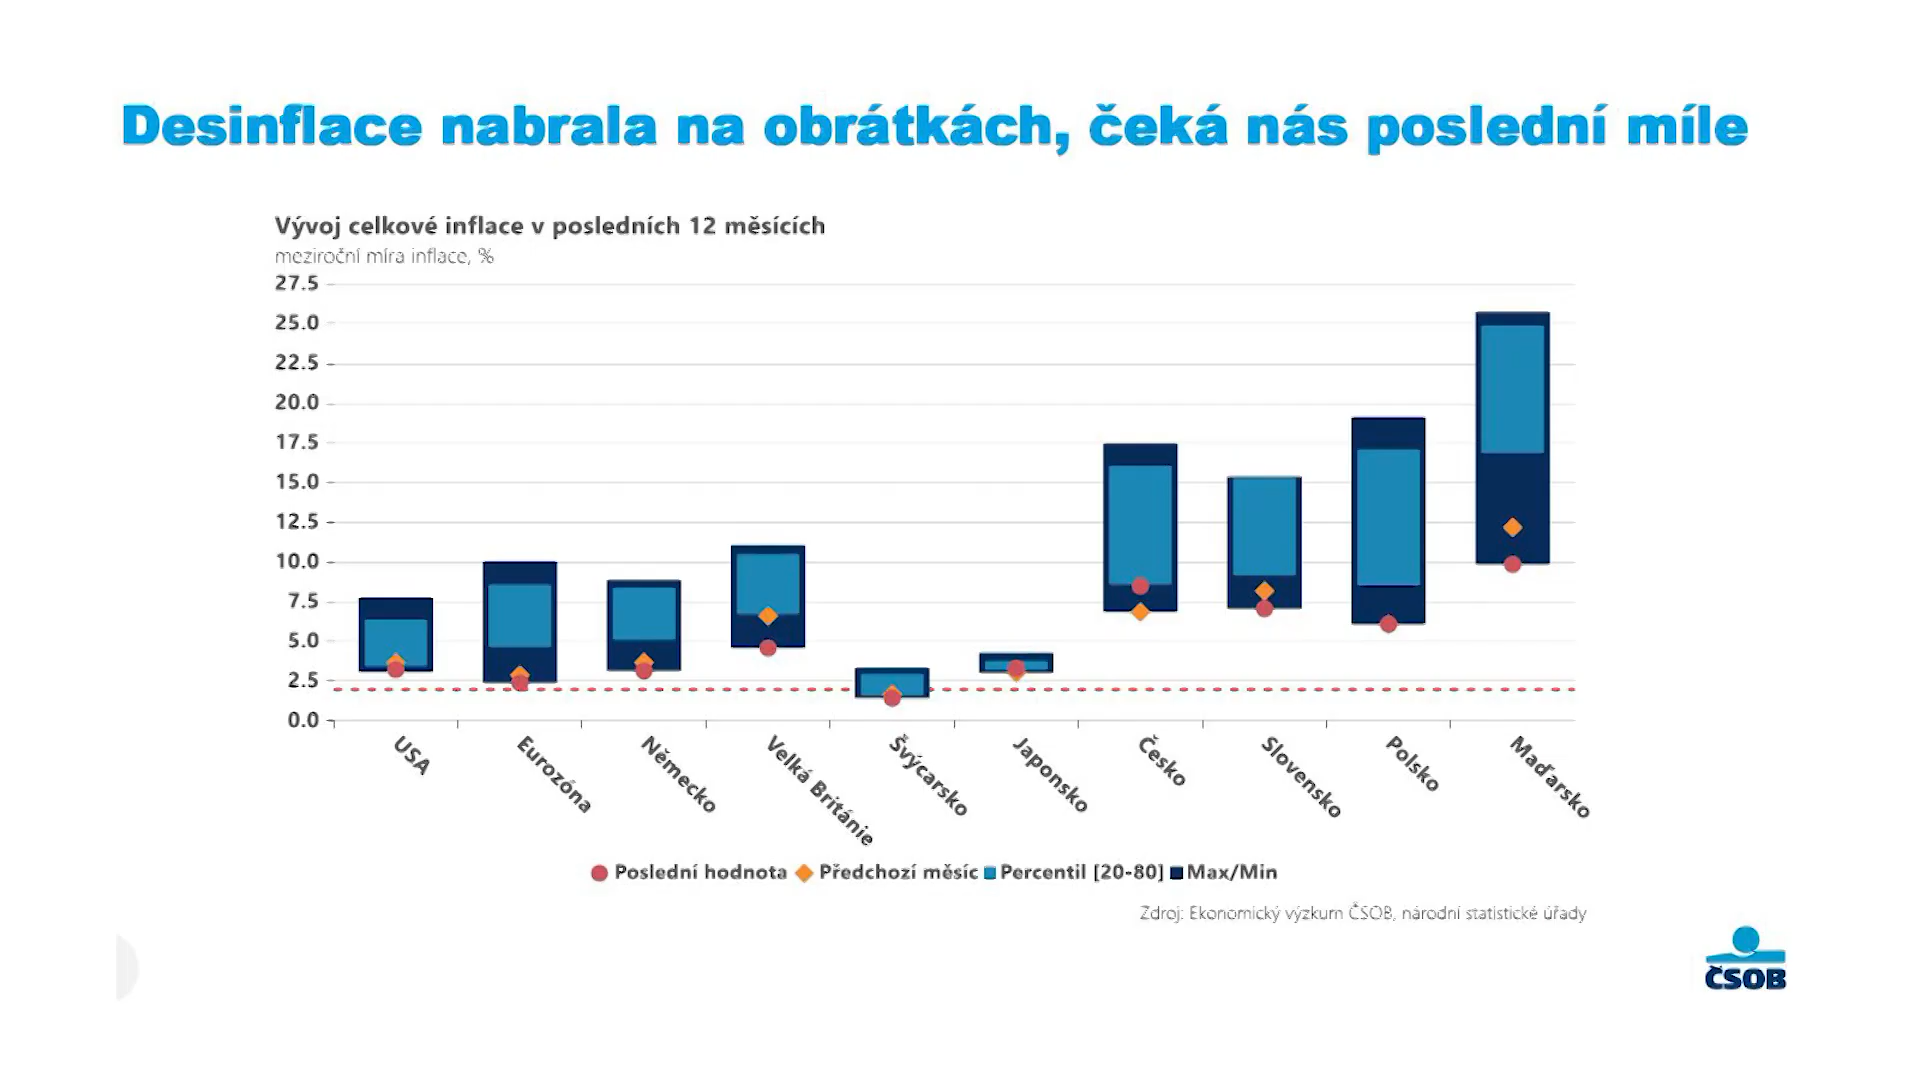 Desinflace nabrala na obrátkách, čeká nás poslední míle
Vývoj celkové inflace v posledních 12 měsících
meziroční míra inflace, %
27.5
25.0
22.5
20.0
17.5
15.0
12.5
10.0
7.5
5.0
2.5
0.0
USA
Eurozóna
Německo
Velká Británie
Švýcarsko
Japonsko
Česko
Slovensko
Polsko
Maďarsko
Poslední hodnota Předchozí měsíc Percentil [20-80] Max/Min
Zdroj: Ekonomický výzkum ČSOB, národní statistické úřady
ČSOB